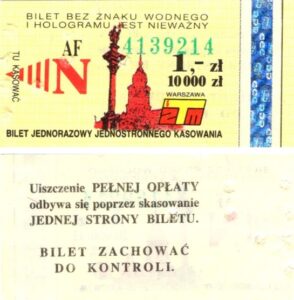 BILET BEZ ZNAKU WODNEGO
I HOLOGRAMU JEST NIEWAŻNY
TU KASOWAĆ
AF 4139214
N
1,- zł
10 000 zł
WARSZAWA
ztm
BILET JEDNORAZOWY JEDNOSTRONNEGO KASOWANIA
Uiszczenie PEŁNEJ OPŁATY
odbywa się poprzez skasowanie
JEDNEJ STRONY BILETU.
BILET ZACHOWAĆ
DO KONTROLI.